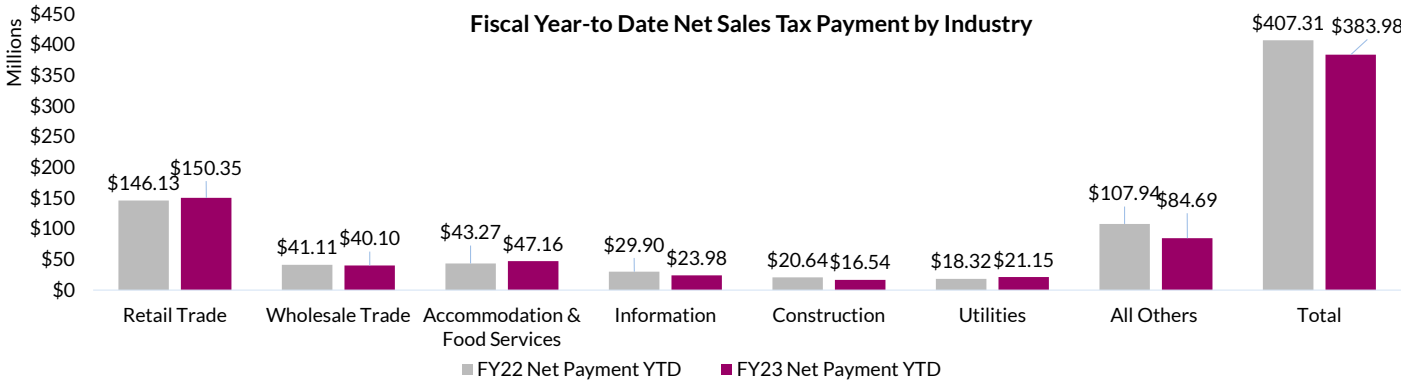 Fiscal Year-to Date Net Sales Tax Payment by Industry
Millions
$450
$400
$350
$300
$250
$200
$150
$100
$50
$0
$146.13 $150.35
$41.11 $40.10
$43.27 $47.16
$29.90 $23.98
$20.64 $16.54
$18.32 $21.15
$107.94 $84.69
$407.31 $383.98
Retail Trade
Wholesale Trade
Accommodation &
Food Services
Information
Construction
Utilities
All Others
Total
FY22 Net Payment YTD
FY23 Net Payment YTD